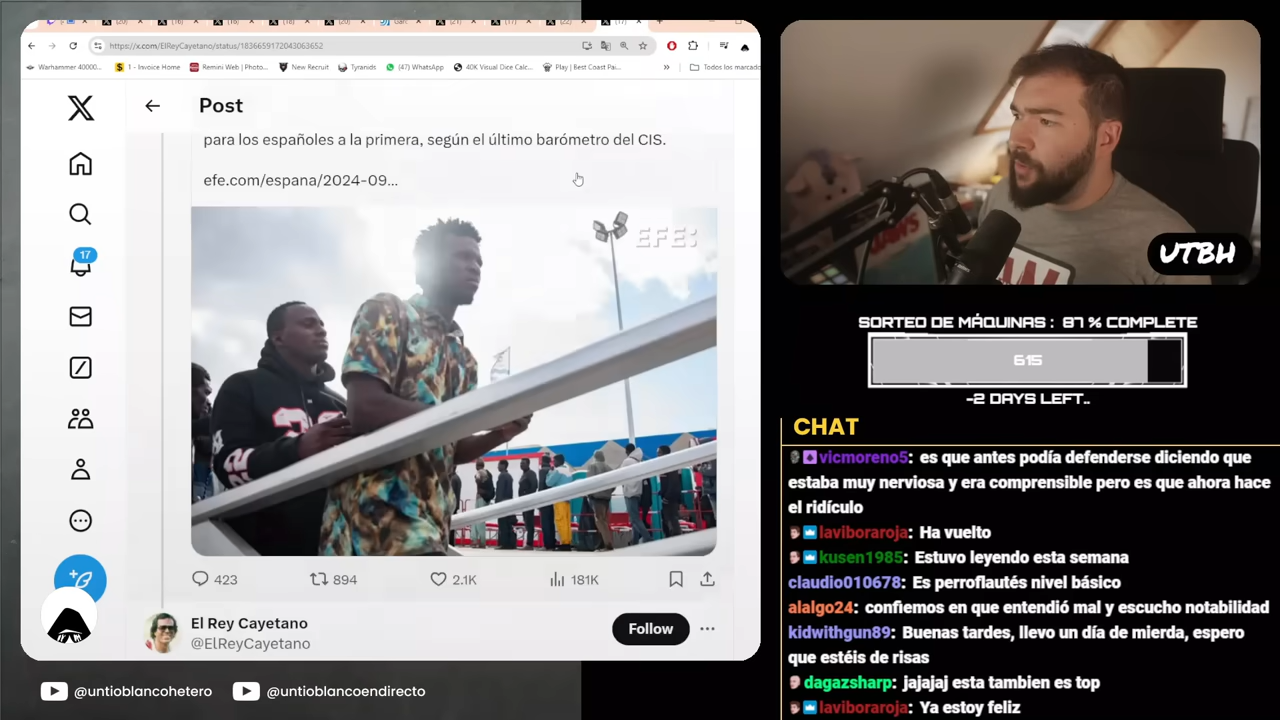 https://x.com/ElReyCayetano/status/1836659172043063652
Warhammer 40000...
1 - Invoice Home
Remini Web | Photo...
New Recruit
Tyranids
(47) WhatsApp
40K Visual Dice Calc...
Play | Best Coast Pai...
»
Todos los marcado
Post
para los españoles a la primera, según el último barómetro del CIS.
efe.com/espana/2024-09...
17
EFE:
423
894
2.1K
181K
El Rey Cayetano
@ElReyCayetano
Follow
@untioblancohetero
@untioblancoendirecto
UTBH
SORTEO DE MÁQUINAS : 87 % COMPLETE
615
-2 DAYS LEFT..
CHAT
vicmoreno5: es que antes podía defenderse diciendo que
estaba muy nerviosa y era comprensible pero es que ahora hace
el ridículo
laviboraroja: Ha vuelto
kusen1985: Estuvo leyendo esta semana
claudio010678: Es perroflautés nivel básico
alalgo24: confiemos en que entendió mal y escucho notabilidad
kidwithgun89: Buenas tardes, llevo un día de mierda, espero
que estéis de risas
dagazsharp: jajajaj esta tambien es top
laviboraroja: Ya estoy feliz